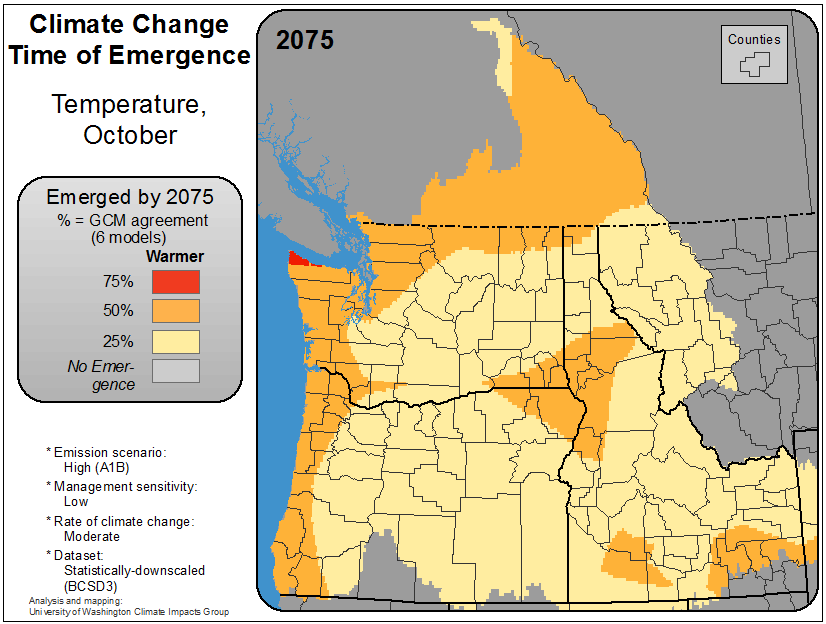 Climate Change
Time of Emergence
Temperature,
October
Emerged by 2075
% = GCM agreement
(6 models)
Warmer
75%
50%
25%
No Emer-
gence
* Emission scenario:
High (A1B)
* Management sensitivity:
Low
* Rate of climate change:
Moderate
* Dataset:
Statistically-downscaled
(BCSD3)
Analysis and mapping:
University of Washington Climate Impacts Group
2075
Counties